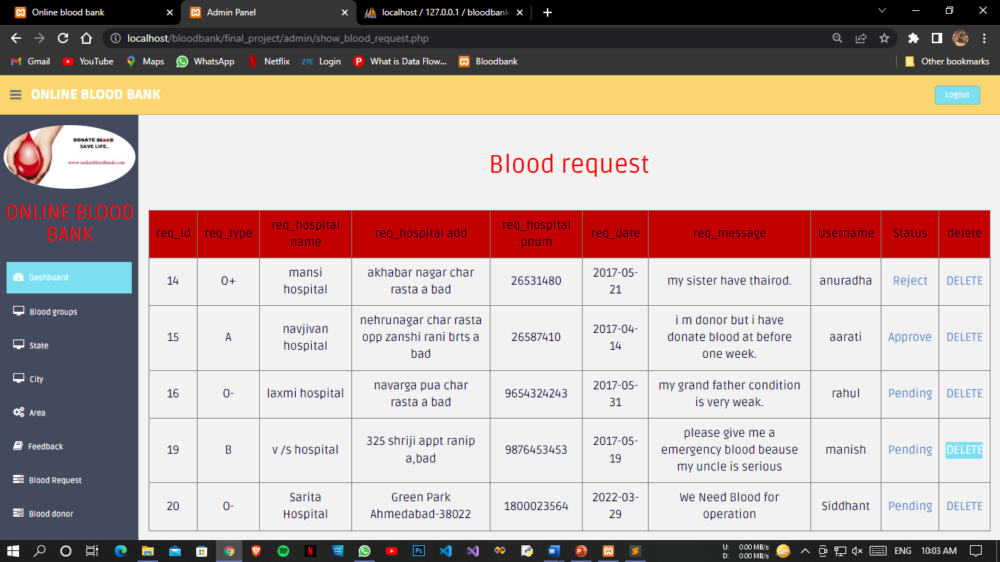 Online blood bank
Admin Panel
localhost / 127.0.0.1 / bloodbank
localhost/bloodbank/final_project/admin/show_blood_request.php
Gmail
YouTube
Maps
WhatsApp
Netflix
ZTE Login
What is Data Flow...
Bloodbank
Other bookmarks
ONLINE BLOOD BANK
Logout
DONATE BLOOD
SAVE LIFE..
www.indianbloodbank.com
ONLINE BLOOD
BANK
Dashboard
Blood groups
State
City
Area
Feedback
Blood Request
Blood donor
Blood request
req_id req_type req_hospital name req_hospital add req_hospital pnum req_date req_message Username Status delete
14 O+ mansi hospital akhabar nagar char rasta a bad 26531480 2017-05-21 my sister have thairod. anuradha Reject DELETE
15 A navjivan hospital nehrunagar char rasta opp zanshi rani brts a bad 26587410 2017-04-14 i m donor but i have donate blood at before one week. aarati Approve DELETE
16 O- laxmi hospital navarga pua char rasta a bad 9654324243 2017-05-31 my grand father condition is very weak. rahul Pending DELETE
19 B v /s hospital 325 shriji appt ranip a,bad 9876453453 2017-05-19 please give me a emergency blood beause my uncle is serious manish Pending DELETE
20 O- Sarita Hospital Green Park Ahmedabad-38022 1800023564 2022-03-29 We Need Blood for operation Siddhant Pending DELETE
U: 0.00 MB/s
D: 0.00 MB/s
ENG
10:03 AM